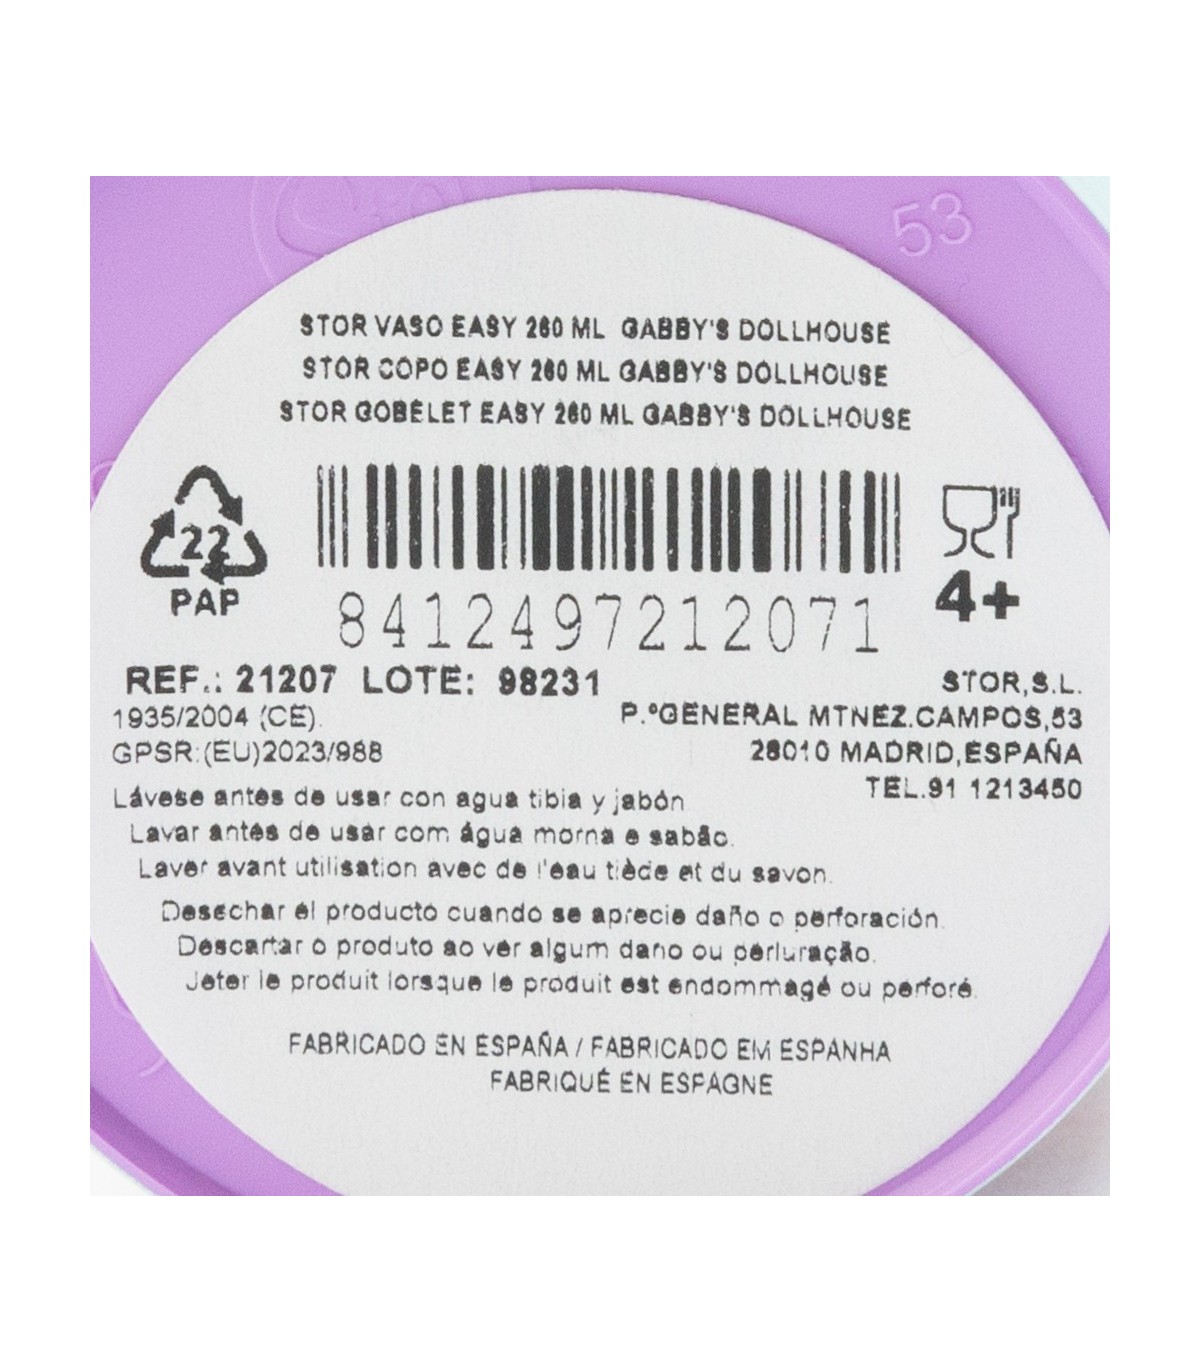 53
STOR VASO EASY 260 ML GABBY'S DOLLHOUSE
STOR COPO EASY 260 ML GABBY'S DOLLHOUSE
STOR GOBELET EASY 260 ML GABBY'S DOLLHOUSE
22
PAP
8412497212071
4+
REF.: 21207 LOTE: 98231
1935/2004 (CE).
GPSR:(EU)2023/988
STOR,S.L.
P.ºGENERAL MTNEZ.CAMPOS,53
28010 MADRID,ESPAÑA
TEL.91 1213450
Lávese antes de usar con agua tibia y jabón
Lavar antes de usar com água morna e sabão.
Laver avant utilisation avec de l'eau tiède et du savon.
Desechar el producto cuando se aprecie daño o perforación.
Descartar o produto ao ver algum dano ou perfuração.
Jeter le produit lorsque le produit est endommagé ou perforé.
FABRICADO EN ESPAÑA / FABRICADO EM ESPANHA
FABRIQUÉ EN ESPAGNE